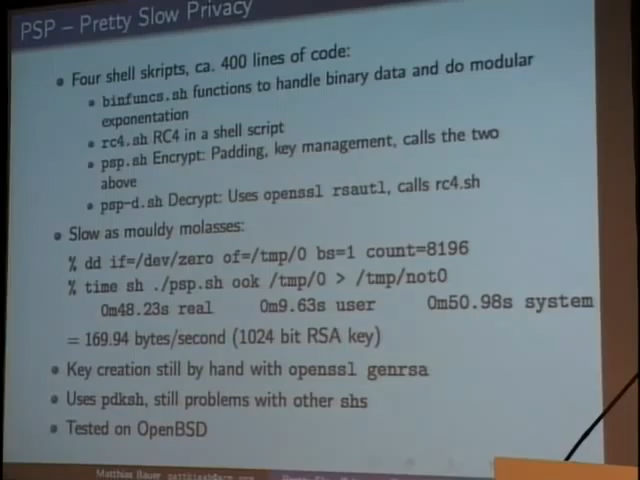 PSP – Pretty Slow Privacy
• Four shell skripts, ca. 400 lines of code:
• binfuncs.sh functions to handle binary data and do modular
exponentation
• rc4.sh RC4 in a shell script
• psp.sh Encrypt: Padding, key management, calls the two
above
• psp-d.sh Decrypt: Uses openssl rsautl, calls rc4.sh
• Slow as mouldy molasses:
% dd if=/dev/zero of=/tmp/0 bs=1 count=8196
% time sh ./psp.sh ook /tmp/0 > /tmp/not0
0m48.23s real 0m9.63s user 0m50.98s system
= 169.94 bytes/second (1024 bit RSA key)
• Key creation still by hand with openssl genrsa
• Uses pdksh, still problems with other shs
• Tested on OpenBSD
Matthias Bauer